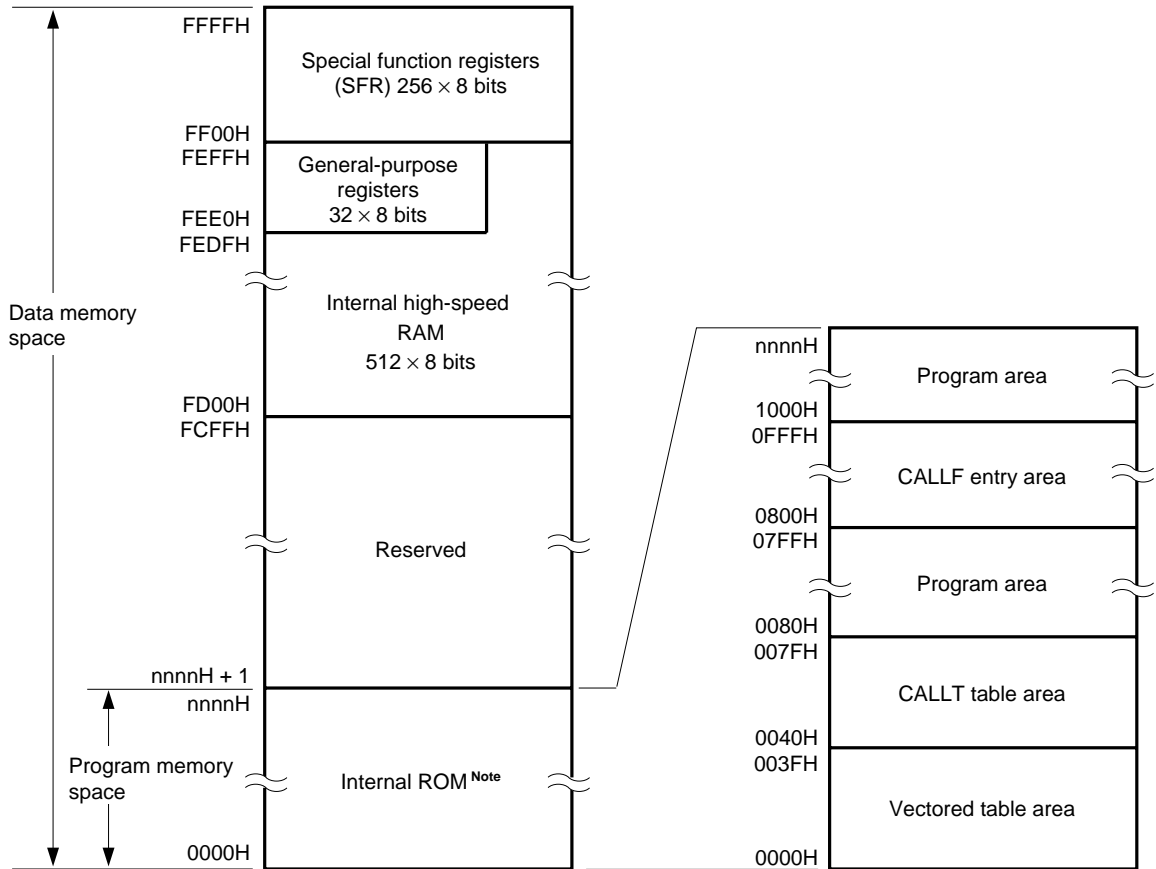 FFFFH
Special function registers
(SFR) 256 × 8 bits
FF00H
FEFFH
General-purpose
registers
32 × 8 bits
FEE0H
FEDFH
Internal high-speed
RAM
512 × 8 bits
Data memory
space
FD00H
FCFFH
Reserved
nnnnH + 1
nnnnH
Program memory
space
Internal ROM Note
0000H
nnnnH
Program area
1000H
0FFFH
CALLF entry area
0800H
07FFH
Program area
0080H
007FH
CALLT table area
0040H
003FH
Vectored table area
0000H